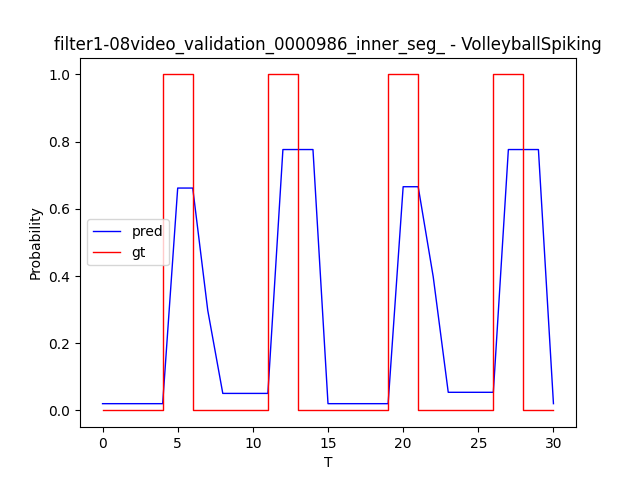 filter1-08video_validation_0000986_inner_seg_ - VolleyballSpiking
1.0
0.8
0.6
0.4
0.2
0.0
Probability
pred
gt
0 5 10 15 20 25 30
T